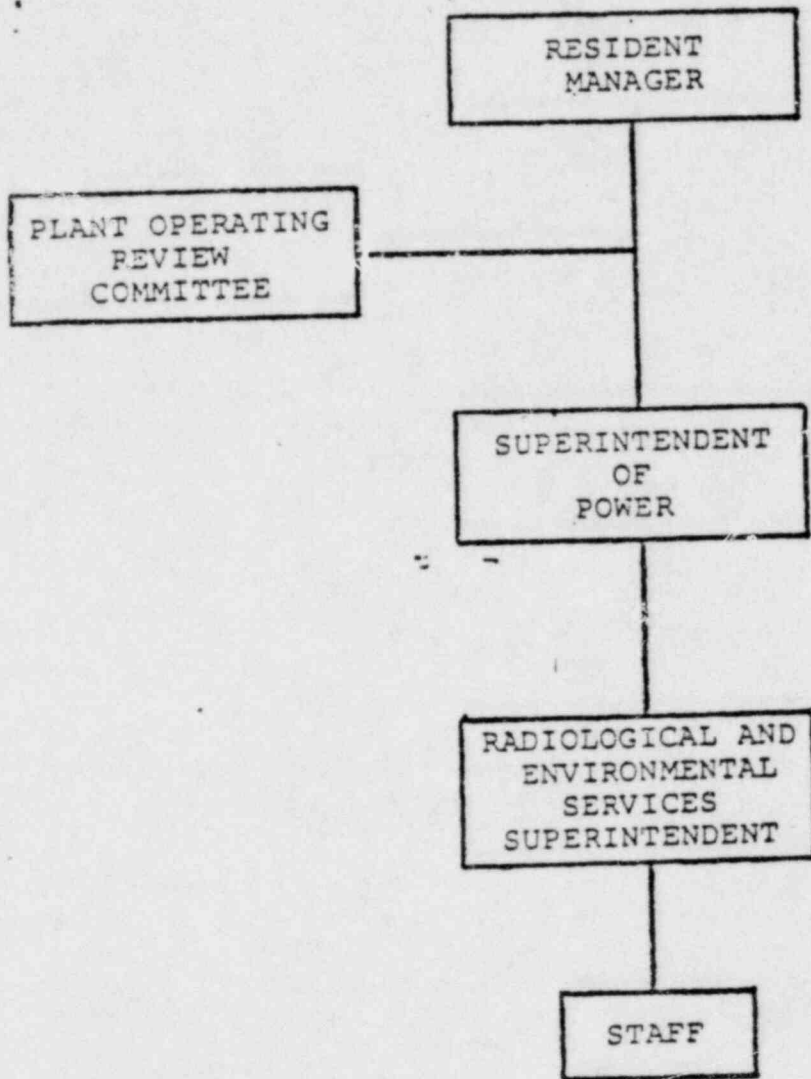 RESIDENT
MANAGER
PLANT OPERATING
REVIEW
COMMITTEE
SUPERINTENDENT
OF
POWER
RADIOLOGICAL AND
ENVIRONMENTAL
SERVICES
SUPERINTENDENT
STAFF